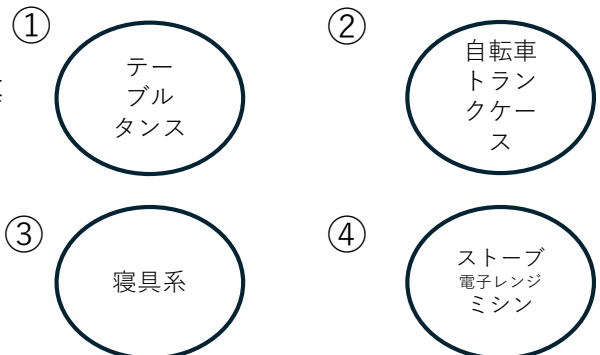 ①
テー
ブル
タンス
②
自転車
トラン
クケー
ス
③
寝具系
④
ストーブ
電子レンジ
ミシン